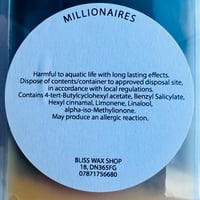 MILLIONAIRES
Harmful to aquatic life with long lasting effects.
Dispose of contents/container to approved disposal site,
in accordance with local regulations.
Contains 4-tert-Butylcyclohexyl acetate, Benzyl Salicylate,
Hexyl cinnamal, Limonene, Linalool,
alpha-iso-Methylionone.
May produce an allergic reaction.
BLISS WAX SHOP
18, DN365FG
07871756680